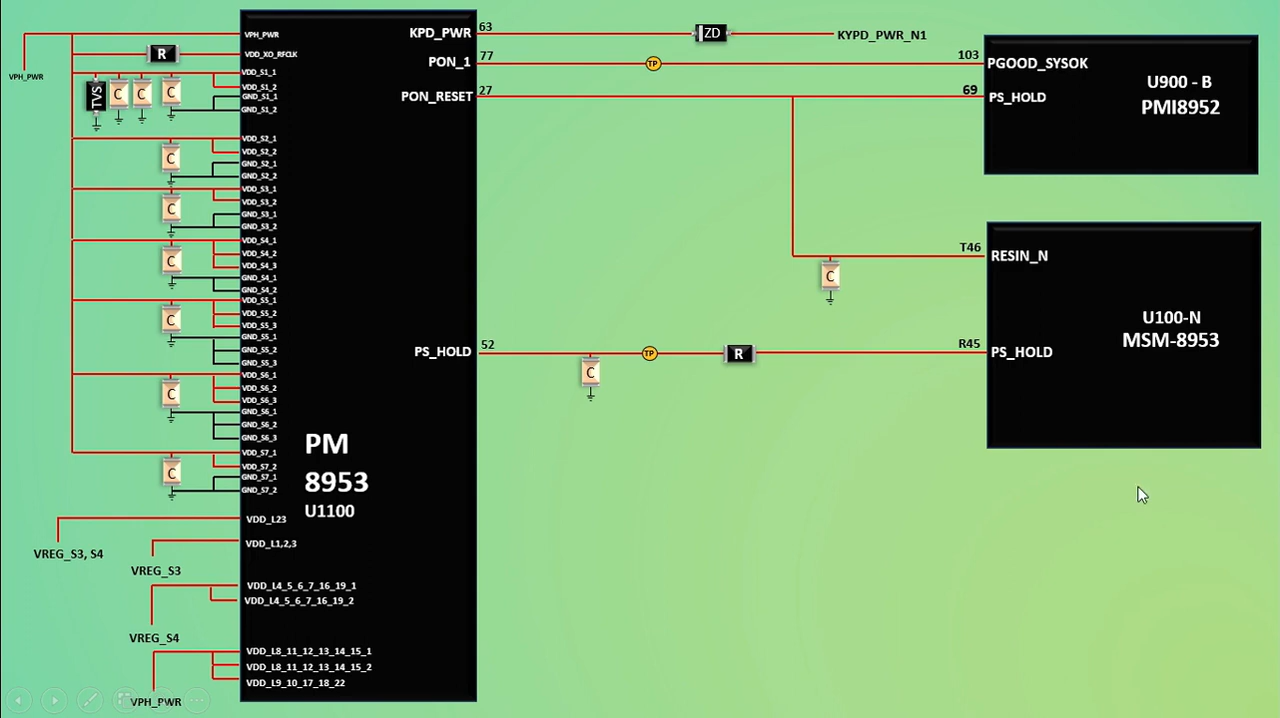 VPH_PWR
VPH_PWR
R
VDD_XO_RFCLK
VDD_S1_1
VDD_S1_2
GND_S1_1
GND_S1_2
TVS
C
C
C
VDD_S2_1
VDD_S2_2
GND_S2_1
GND_S2_2
C
VDD_S3_1
VDD_S3_2
GND_S3_1
GND_S3_2
C
VDD_S4_1
VDD_S4_2
VDD_S4_3
GND_S4_1
GND_S4_2
C
VDD_S5_1
VDD_S5_2
VDD_S5_3
GND_S5_1
GND_S5_2
GND_S5_3
C
VDD_S6_1
VDD_S6_2
VDD_S6_3
GND_S6_1
GND_S6_2
GND_S6_3
C
VDD_S7_1
VDD_S7_2
GND_S7_1
GND_S7_2
C
VDD_L23
VREG_S3, S4
VDD_L1,2,3
VREG_S3
VDD_L4_5_6_7_16_19_1
VDD_L4_5_6_7_16_19_2
VREG_S4
VDD_L8_11_12_13_14_15_1
VDD_L8_11_12_13_14_15_2
VDD_L9_10_17_18_22
VPH_PWR
PM
8953
U1100
KPD_PWR 63
ZD
KYPD_PWR_N1
PON_1 77
TP
103 PGOOD_SYSOK
PON_RESET 27
69 PS_HOLD
U900 - B
PMI8952
T46 RESIN_N
C
U100-N
MSM-8953
PS_HOLD 52
C
TP
R
R45 PS_HOLD